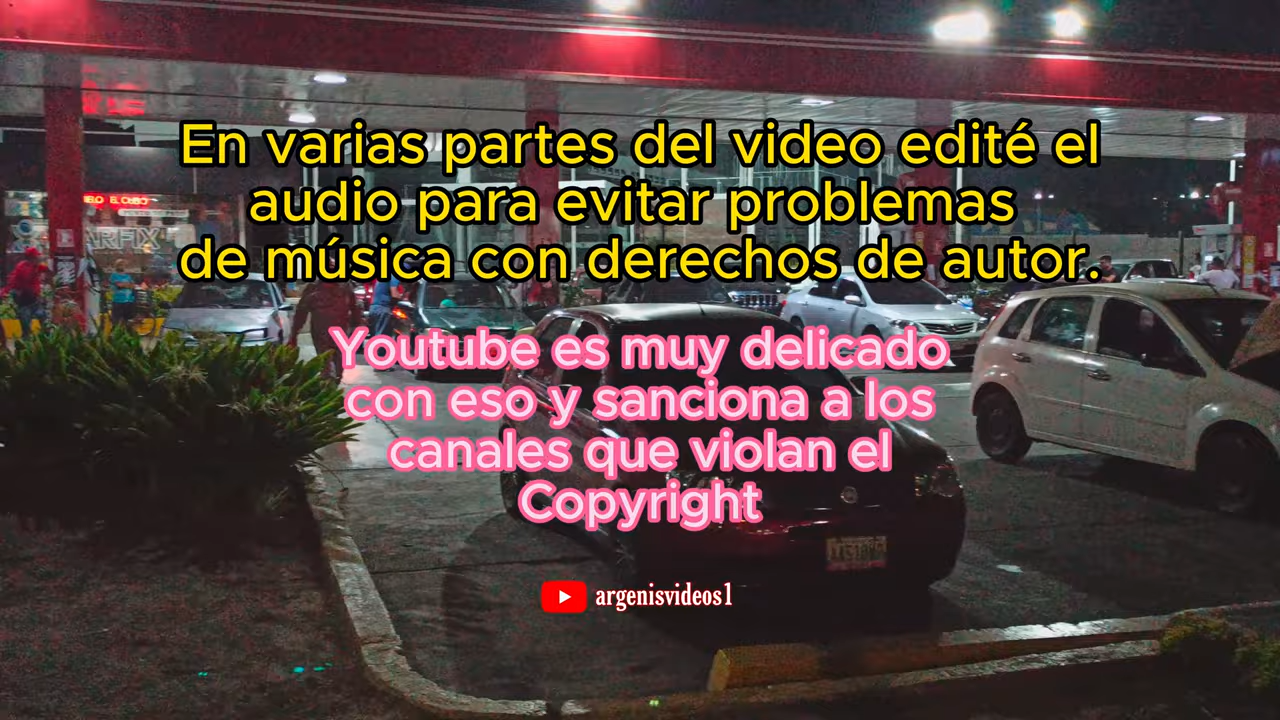 En varias partes del video edité el
audio para evitar problemas
de música con derechos de autor.
Youtube es muy delicado
con eso y sanciona a los
canales que violan el
Copyright
argenisvideos1